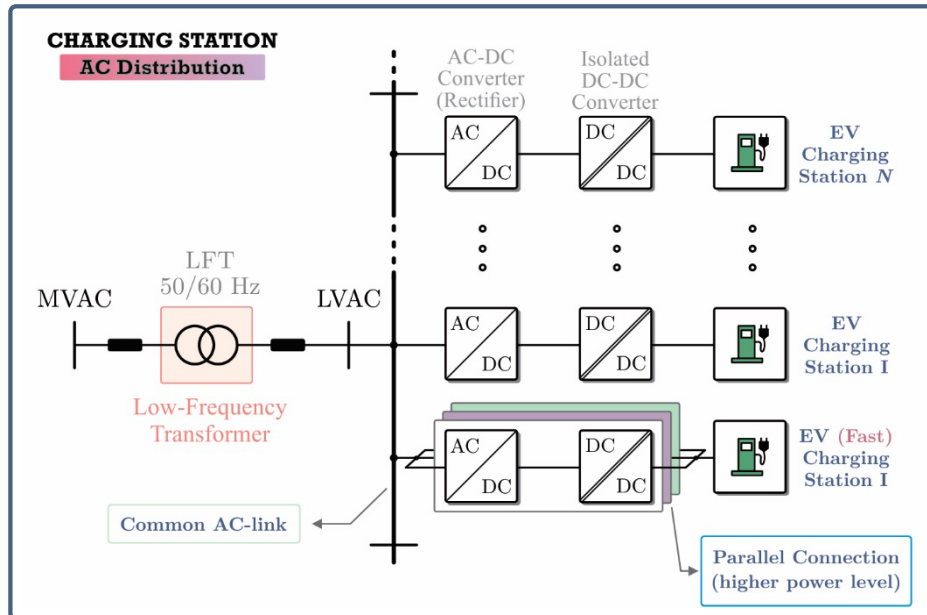 CHARGING STATION
AC Distribution
AC-DC
Converter
(Rectifier)
Isolated
DC-DC
Converter
AC
DC
DC
DC
EV
Charging
Station N
LFT
50/60 Hz
MVAC
LVAC
Low-Frequency
Transformer
AC
DC
DC
DC
EV
Charging
Station I
AC
DC
DC
DC
EV (Fast)
Charging
Station I
Common AC-link
Parallel Connection
(higher power level)